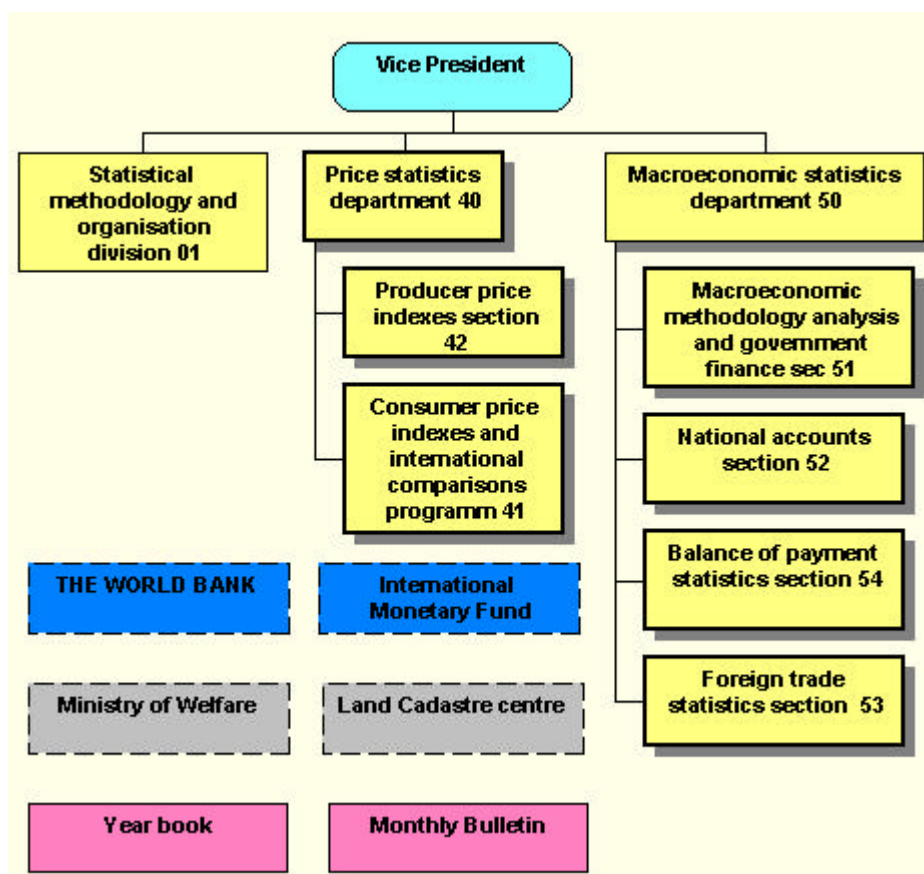 Vice President
Statistical
methodology and
organisation
division 01
Price statistics
department 40
Macroeconomic statistics
department 50
Producer price
indexes section
42
Consumer price
indexes and
international
comparisons
programm 41
Macroeconomic
methodology analysis
and government
finance sec 51
National accounts
section 52
Balance of payment
statistics section 54
Foreign trade
statistics section 53
THE WORLD BANK
International
Monetary Fund
Ministry of Welfare
Land Cadastre centre
Year book
Monthly Bulletin